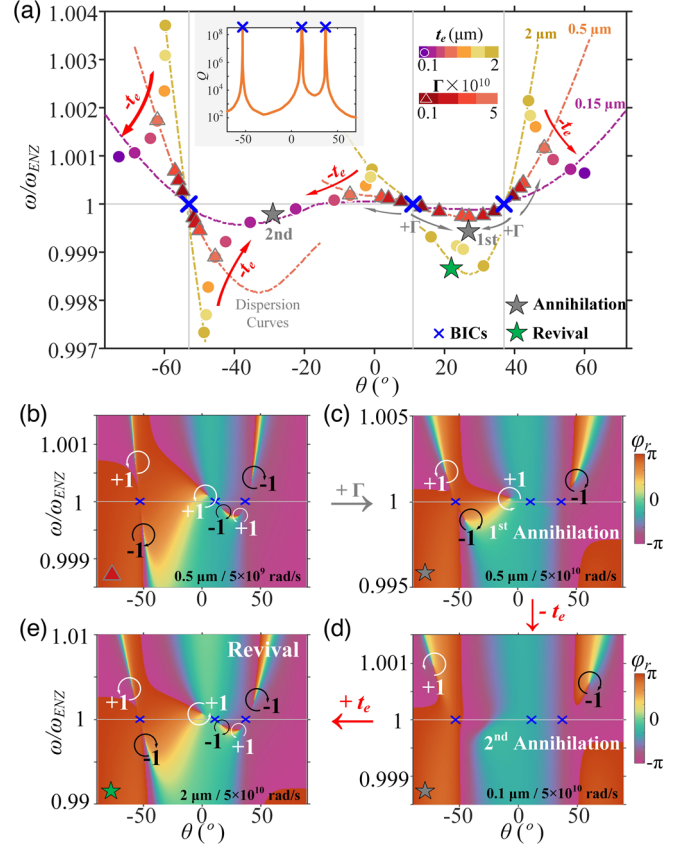 (a)
1.004
1.003
1.002
1.001
1
0.999
0.998
0.997
ω/ω_ENZ
-60 -40 -20 0 20 40 60
θ (°)
Q
10^8
10^6
10^4
10^2
-50 0 50
BICs
t_e (μm)
0.1 2
Γ×10^10
0.1 5
2 μm
0.5 μm
0.15 μm
-t_e
-t_e
-t_e
-t_e
2nd
1st
+Γ
+Γ
Dispersion
Curves
Annihilation
BICs
Revival
(b)
1.001
1
0.999
ω/ω_ENZ
-50 0 50
+1
-1
+1
-1
+1
-1
0.5 μm / 5×10^9 rad/s
+ Γ
(c)
1.005
1
0.995
-50 0 50
+1
-1
+1
-1
1^st Annihilation
0.5 μm / 5×10^10 rad/s
φ_r
π
0
-π
- t_e
(e)
1.01
1
0.99
ω/ω_ENZ
-50 0 50
θ (°)
Revival
+1
-1
+1
-1
+1
-1
2 μm / 5×10^10 rad/s
+ t_e
(d)
1.001
1
0.999
-50 0 50
θ (°)
+1
-1
2^nd Annihilation
0.1 μm / 5×10^10 rad/s
φ_r
π
0
-π